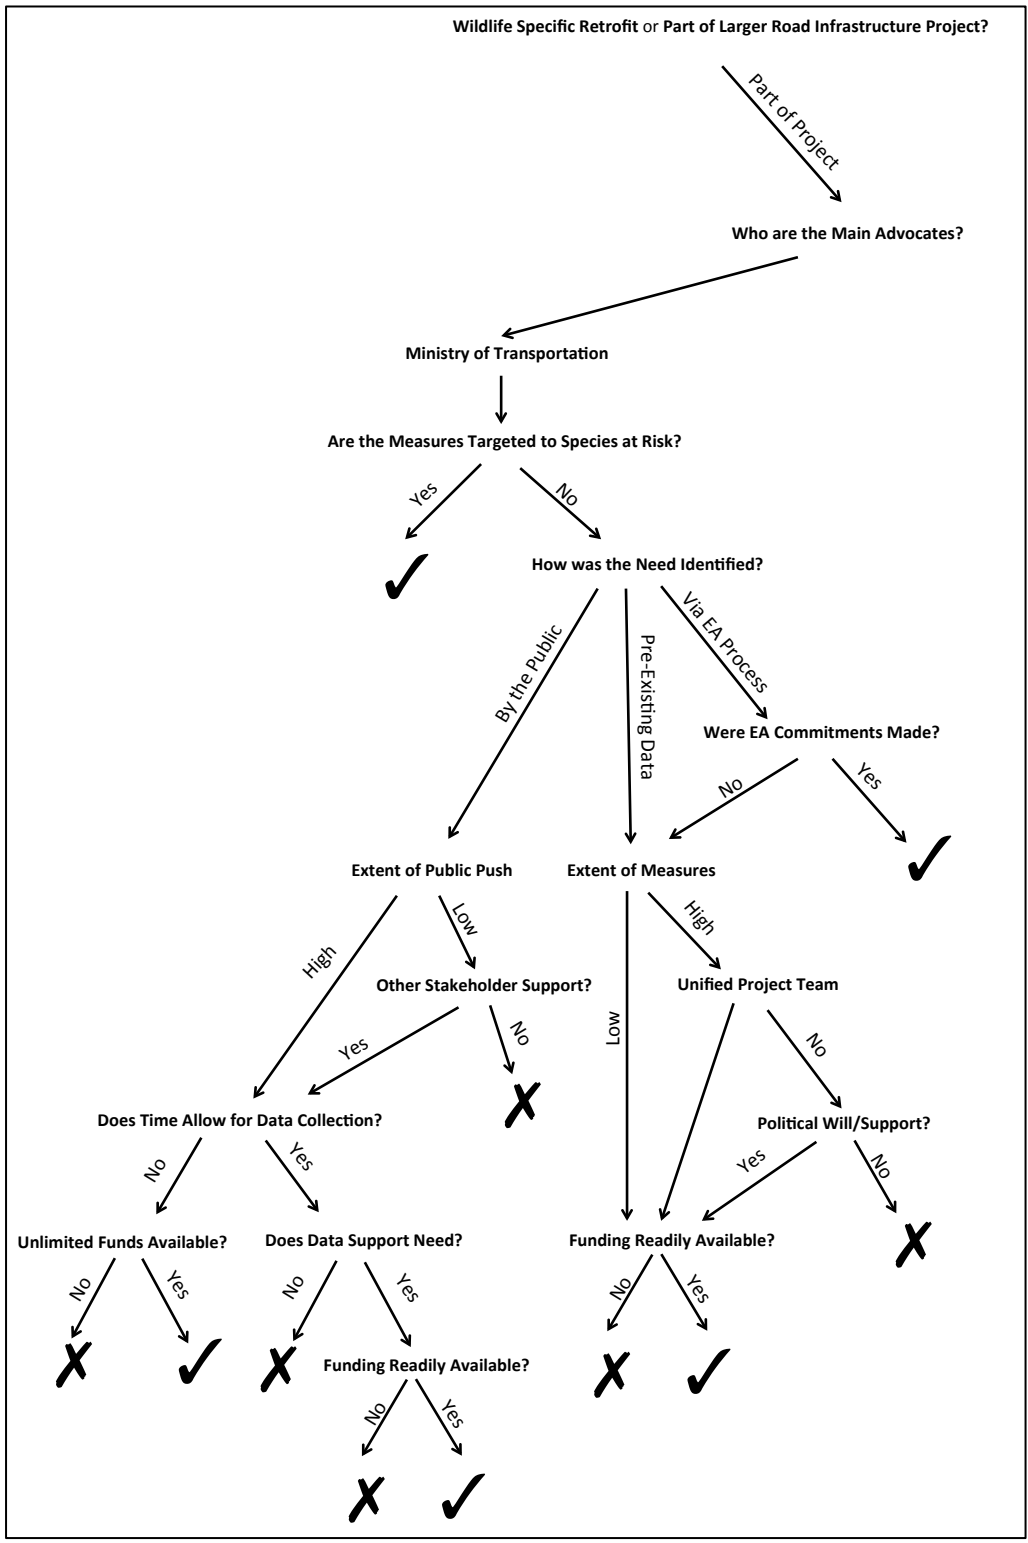 Wildlife Specific Retrofit or Part of Larger Road Infrastructure Project?
Part of Project
Who are the Main Advocates?
Ministry of Transportation
Are the Measures Targeted to Species at Risk?
Yes
No
How was the Need Identified?
By the Public
Pre-Existing Data
Via EA Process
Were EA Commitments Made?
No
Yes
Extent of Public Push
Extent of Measures
High
Low
Low
High
Other Stakeholder Support?
Unified Project Team
Yes
No
No
Does Time Allow for Data Collection?
Political Will/Support?
No
Yes
Yes
No
Unlimited Funds Available?
Does Data Support Need?
Funding Readily Available?
No
Yes
No
Yes
No
Yes
Funding Readily Available?
No
Yes